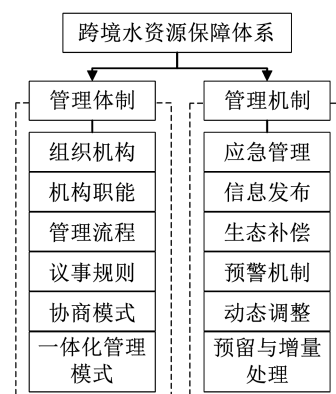 跨境水资源保障体系
管理体制
组织机构
机构职能
管理流程
议事规则
协商模式
一体化管理
模式
管理机制
应急管理
信息发布
生态补偿
预警机制
动态调整
预留与增量
处理